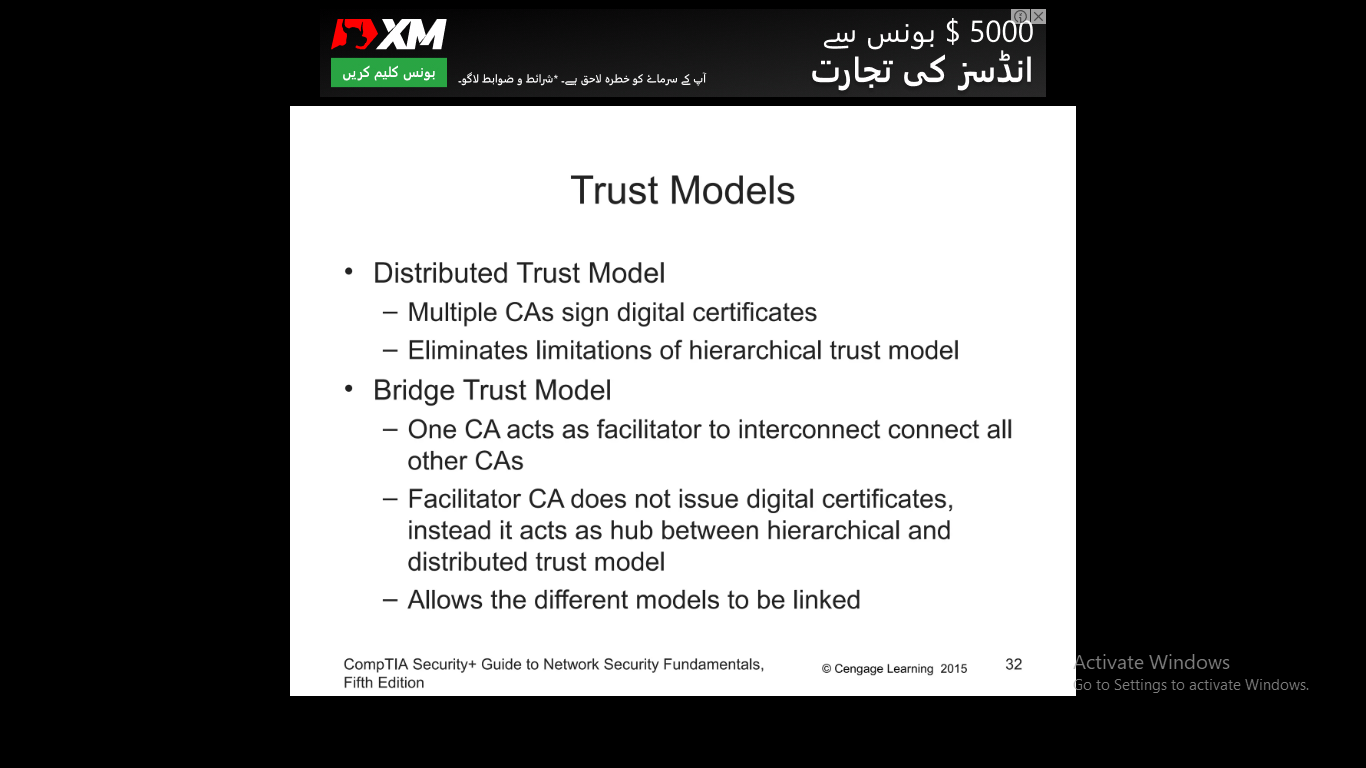 XM
بونس کلیم کریں
آپ کے سرمائے کو خطرہ لاحق ہے۔ *شرائط و ضوابط لاگو۔
5000 $ بونس سے
انڈسز کی تجارت
Trust Models
• Distributed Trust Model
– Multiple CAs sign digital certificates
– Eliminates limitations of hierarchical trust model
• Bridge Trust Model
– One CA acts as facilitator to interconnect connect all
other CAs
– Facilitator CA does not issue digital certificates,
instead it acts as hub between hierarchical and
distributed trust model
– Allows the different models to be linked
CompTIA Security+ Guide to Network Security Fundamentals,
Fifth Edition
© Cengage Learning 2015
32
Activate Windows
Go to Settings to activate Windows.